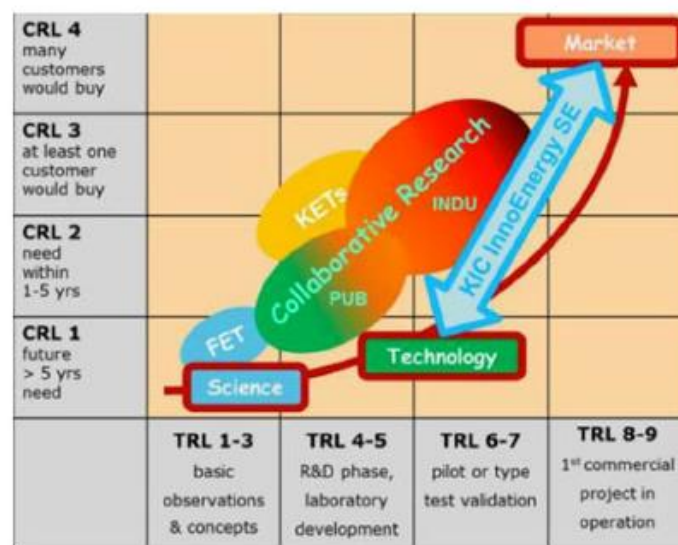 CRL 4
many
customers
would buy
CRL 3
at least one
customer
would buy
CRL 2
need
within
1-5 yrs
CRL 1
future
> 5 yrs
need
Market
KIC InnoEnergy SE
Collaborative Research
INDU
KETs
PUB
FET
Technology
Science
TRL 1-3
basic
observations
& concepts
TRL 4-5
R&D phase,
laboratory
development
TRL 6-7
pilot or type
test validation
TRL 8-9
1st commercial
project in
operation